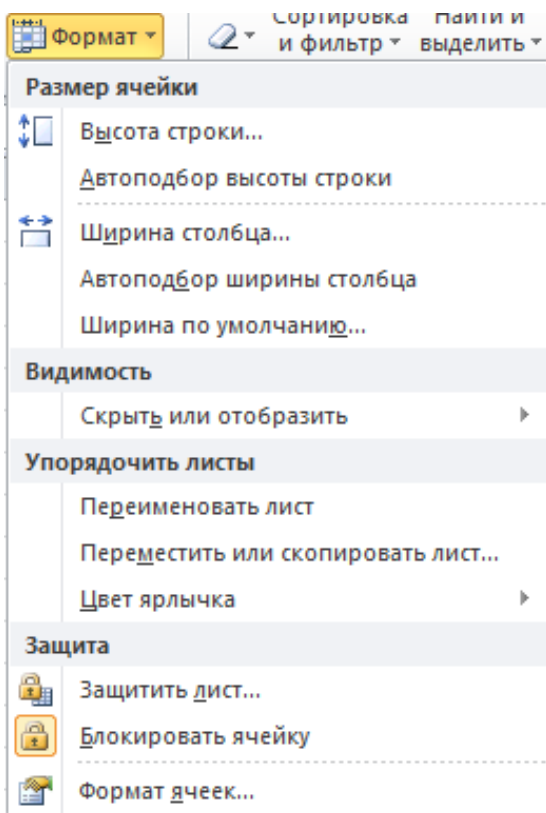 Формат
Сортировка и фильтр
Найти и выделить
Размер ячейки
Высота строки...
Автоподбор высоты строки
Ширина столбца...
Автоподбор ширины столбца
Ширина по умолчанию...
Видимость
Скрыть или отобразить
Упорядочить листы
Переименовать лист
Переместить или скопировать лист...
Цвет ярлычка
Защита
Защитить лист...
Блокировать ячейку
Формат ячеек...